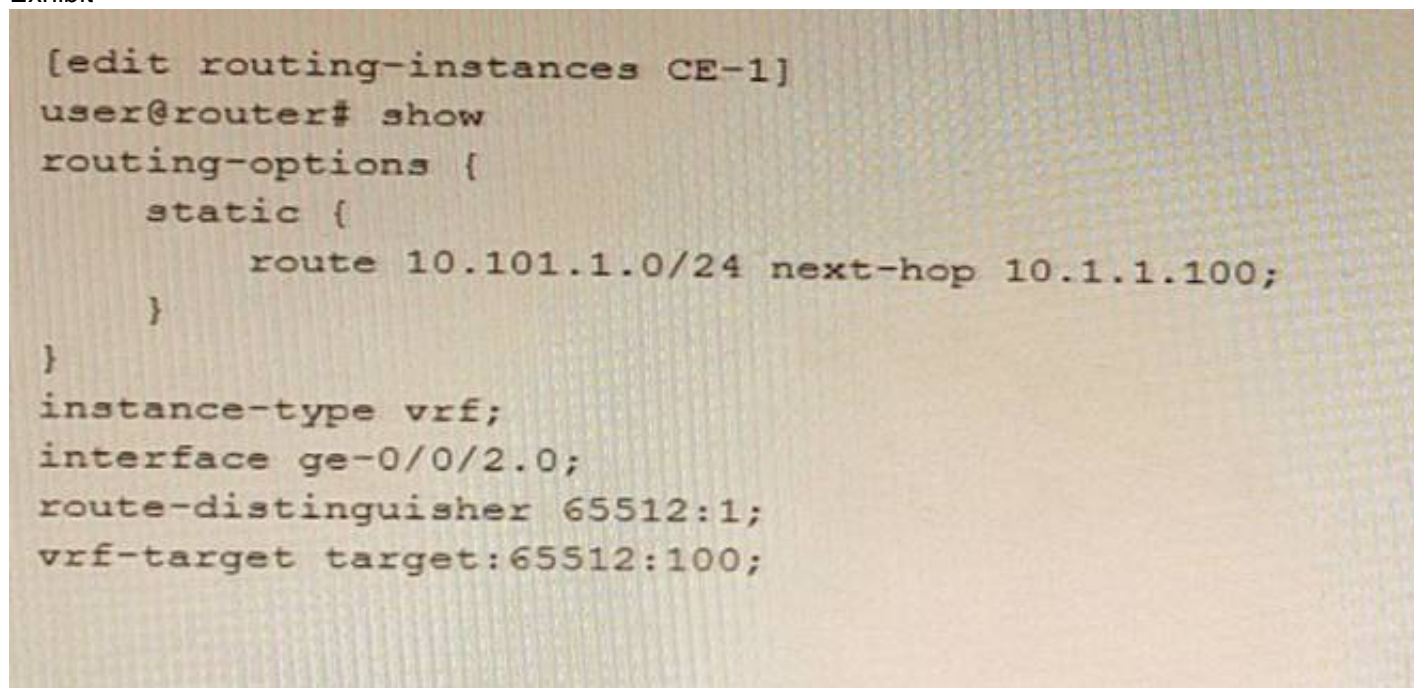 Exhibit
[edit routing-instances CE-1]
user@router# show
routing-options {
    static {
        route 10.101.1.0/24 next-hop 10.1.1.100;
    }
}
instance-type vrf;
interface ge-0/0/2.0;
route-distinguisher 65512:1;
vrf-target target:65512:100;